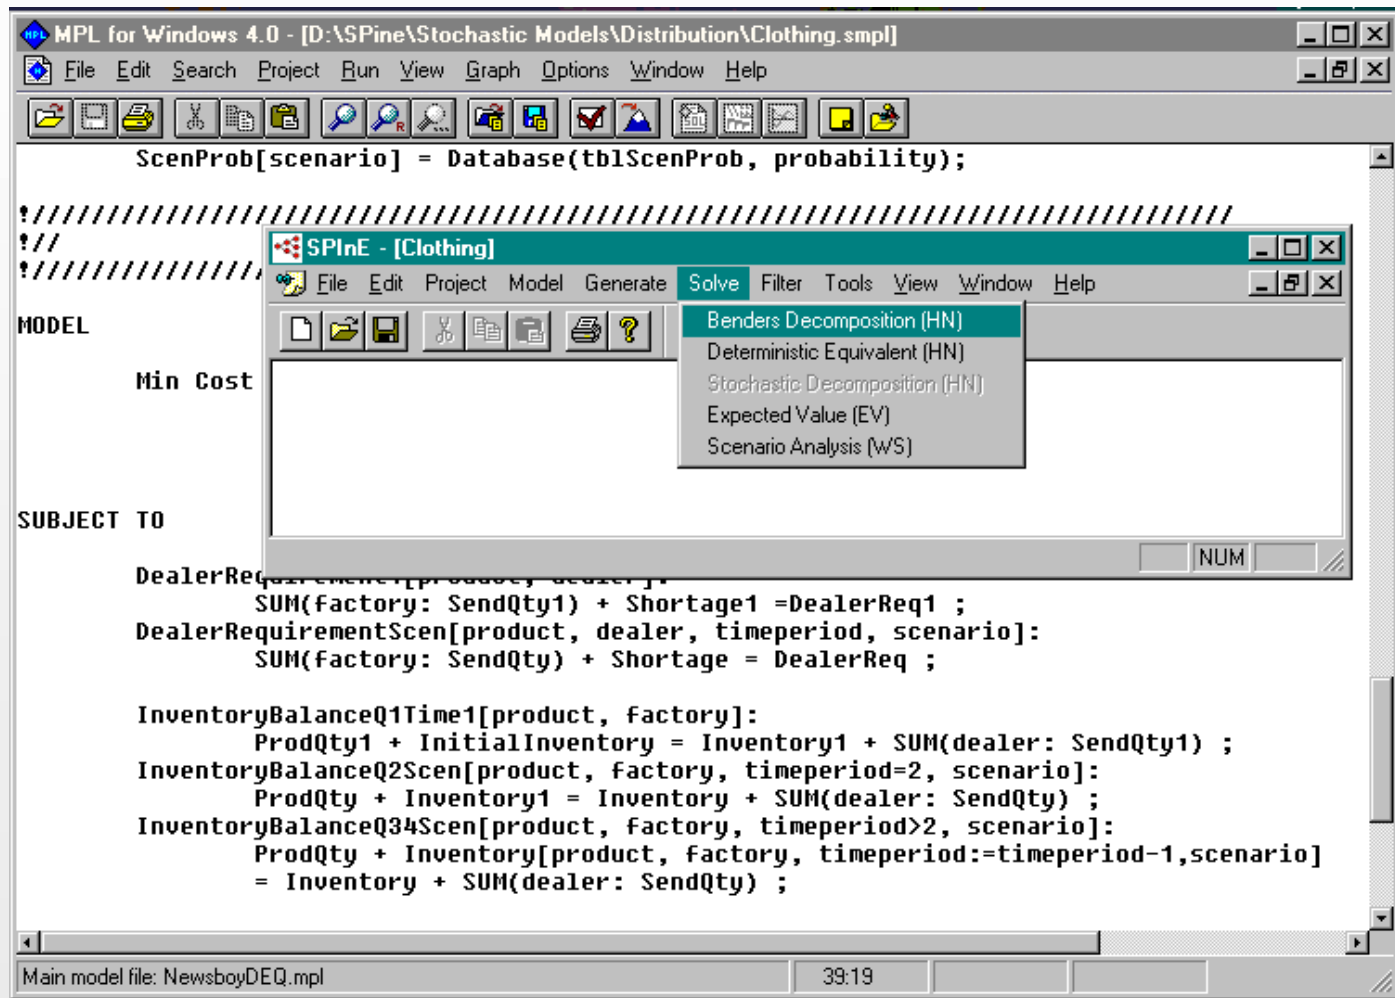 MPL for Windows 4.0 - [D:\SPine\Stochastic Models\Distribution\Clothing.smpl]
File Edit Search Project Run View Graph Options Window Help
ScenProb[scenario] = Database(tblScenProb, probability);
!//////////////////////////////////////////////////////////////////////////////////
!//
!////////////////
SPInE - [Clothing]
File Edit Project Model Generate Solve Filter Tools View Window Help
Benders Decomposition (HN)
Deterministic Equivalent (HN)
Stochastic Decomposition (HN)
Expected Value (EV)
Scenario Analysis (WS)
NUM
MODEL
Min Cost
SUBJECT TO
DealerRequirement1[product, dealer]:
SUM(factory: SendQty1) + Shortage1 =DealerReq1 ;
DealerRequirementScen[product, dealer, timeperiod, scenario]:
SUM(factory: SendQty) + Shortage = DealerReq ;
InventoryBalanceQ1Time1[product, factory]:
ProdQty1 + InitialInventory = Inventory1 + SUM(dealer: SendQty1) ;
InventoryBalanceQ2Scen[product, factory, timeperiod=2, scenario]:
ProdQty + Inventory1 = Inventory + SUM(dealer: SendQty) ;
InventoryBalanceQ34Scen[product, factory, timeperiod>2, scenario]:
ProdQty + Inventory[product, factory, timeperiod:=timeperiod-1,scenario]
= Inventory + SUM(dealer: SendQty) ;
Main model file: NewsboyDEQ.mpl 39:19